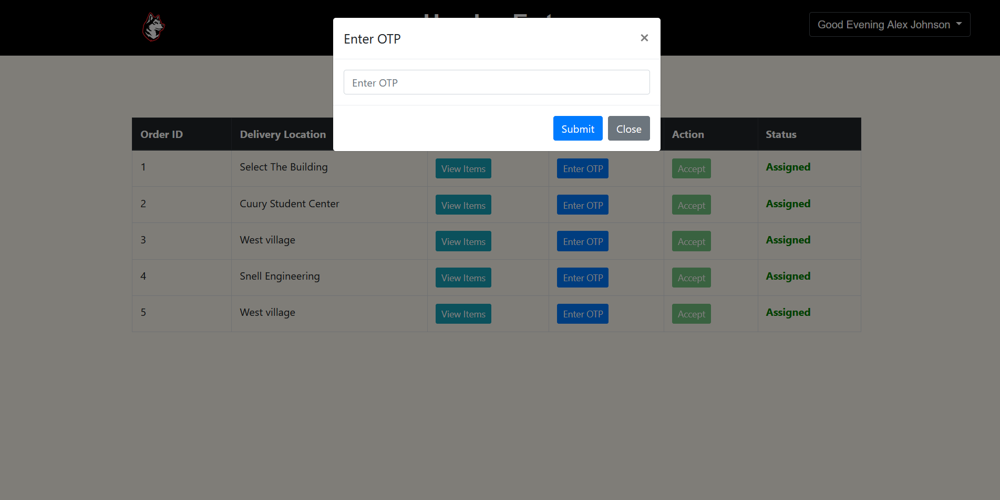 Good Evening Alex Johnson
Enter OTP ×
Enter OTP
Submit Close
Order ID Delivery Location Action Status
1 Select The Building View Items Enter OTP Accept Assigned
2 Cuury Student Center View Items Enter OTP Accept Assigned
3 West village View Items Enter OTP Accept Assigned
4 Snell Engineering View Items Enter OTP Accept Assigned
5 West village View Items Enter OTP Accept Assigned